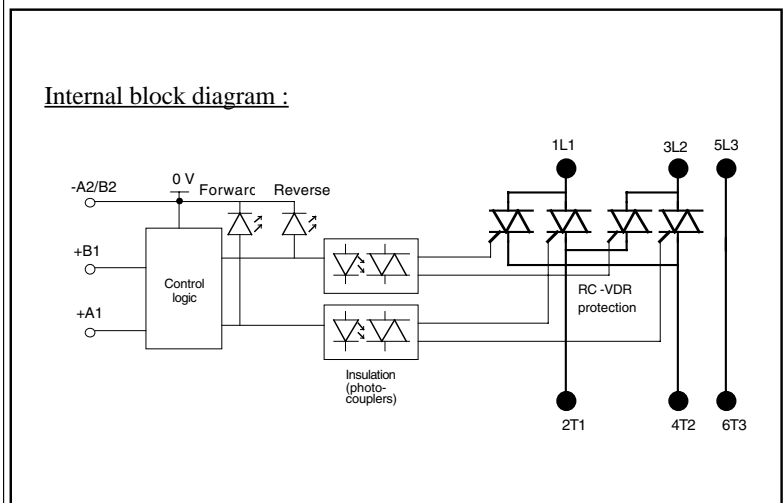 Internal block diagram :
1L1
3L2
5L3
-A2/B2
0 V
Forward
Reverse
+B1
Control
logic
+A1
RC -VDR
protection
Insulation
(photo-
couplers)
2T1
4T2
6T3